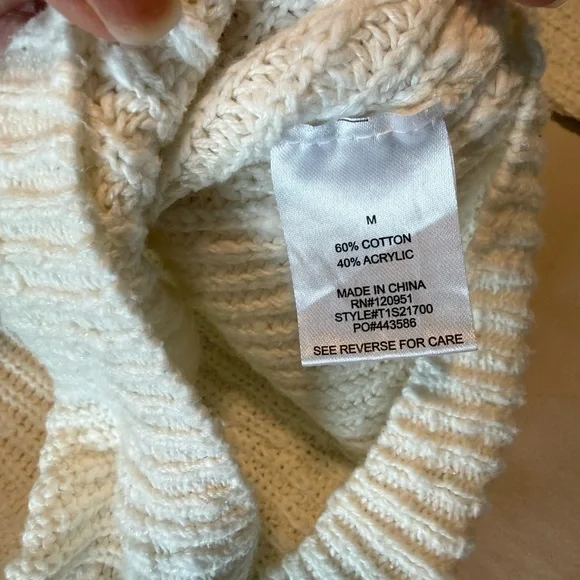 M
60% COTTON
40% ACRYLIC
MADE IN CHINA
RN#120951
STYLE#T1S21700
PO#443586
SEE REVERSE FOR CARE